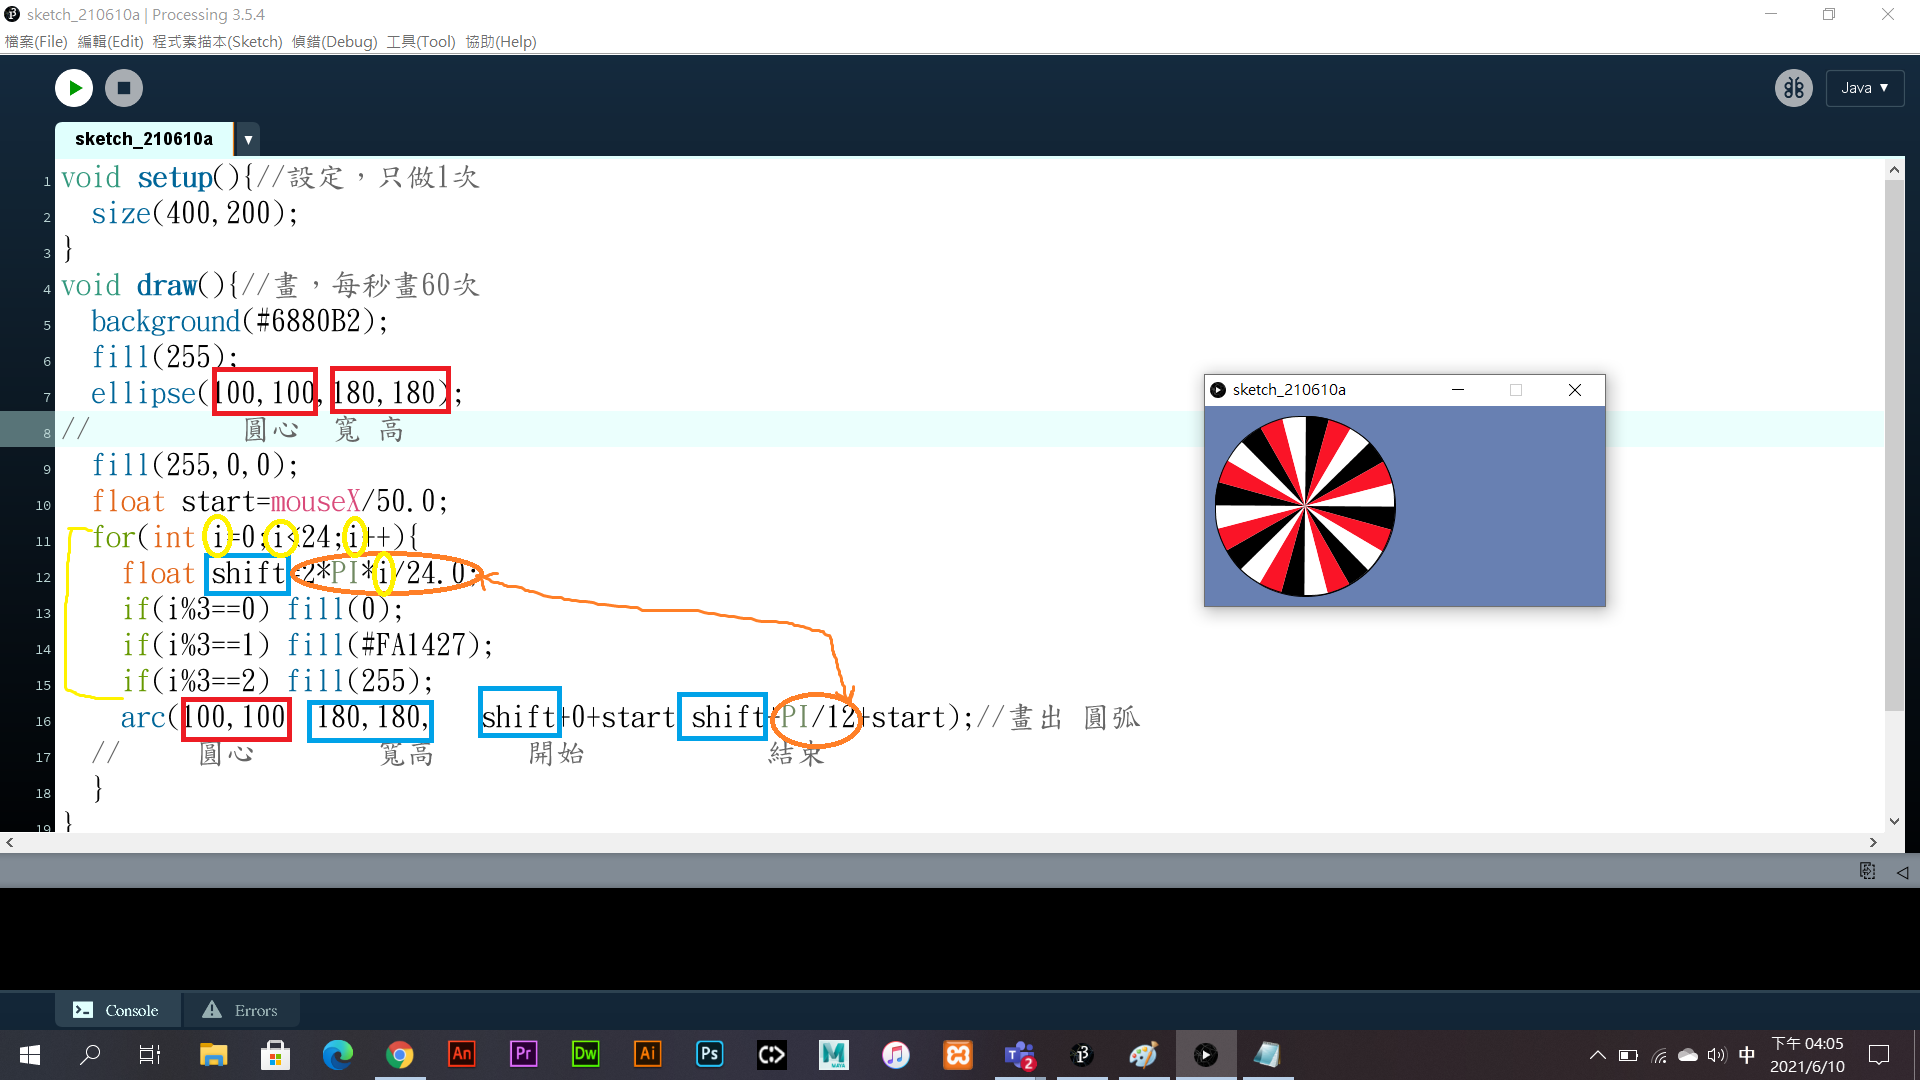 sketch_210610a | Processing 3.5.4
檔案(File) 編輯(Edit) 程式素描本(Sketch) 偵錯(Debug) 工具(Tool) 協助(Help)
Java ▼
sketch_210610a ▼
1 void setup(){//設定，只做1次
2 size(400,200);
3 }
4 void draw(){//畫，每秒畫60次
5 background(#6880B2);
6 fill(255);
7 ellipse(100,100,180,180);
8 // 圓心 寬 高
9 fill(255,0,0);
10 float start=mouseX/50.0;
11 for(int i=0;i<24;i++){
12 float shift=2*PI*i/24.0;
13 if(i%3==0) fill(0);
14 if(i%3==1) fill(#FA1427);
15 if(i%3==2) fill(255);
16 arc(100,100, 180,180, shift+0+start,shift+PI/12+start);//畫出 圓弧
17 // 圓心 寬高 開始 結束
18 }
19 }
sketch_210610a
Console Errors
An Pr Dw Ai Ps
MAYA
2
中
下午 04:05
2021/6/10